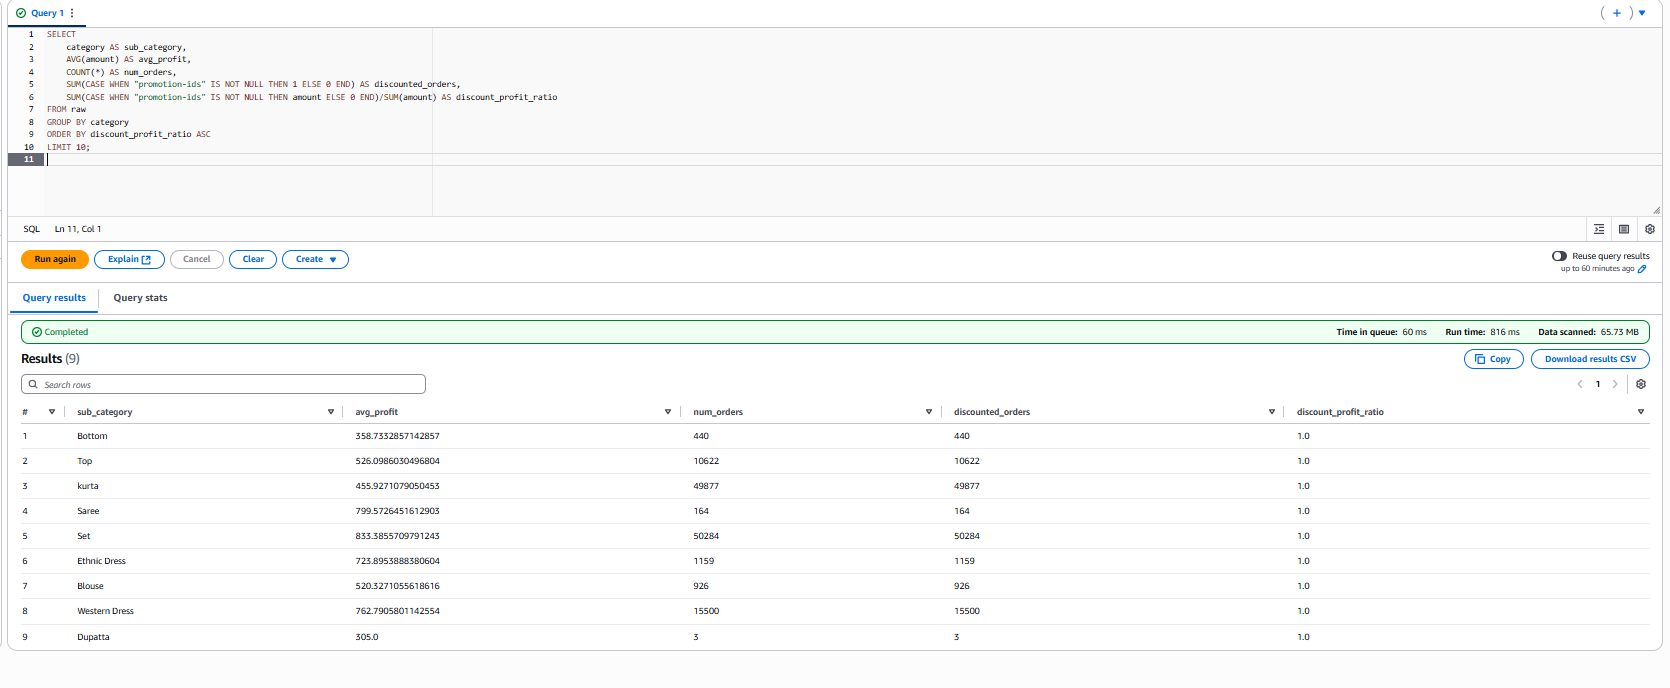 Query 1
1 SELECT
2 category AS sub_category,
3 AVG(amount) AS avg_profit,
4 COUNT(*) AS num_orders,
5 SUM(CASE WHEN "promotion-ids" IS NOT NULL THEN 1 ELSE 0 END) AS discounted_orders,
6 SUM(CASE WHEN "promotion-ids" IS NOT NULL THEN amount ELSE 0 END)/SUM(amount) AS discount_profit_ratio
7 FROM raw
8 GROUP BY category
9 ORDER BY discount_profit_ratio ASC
10 LIMIT 10;
11
SQL Ln 11, Col 1
Run again Explain Cancel Clear Create Reuse query results
up to 60 minutes ago
Query results Query stats
Completed Time in queue: 60 ms Run time: 816 ms Data scanned: 65.73 MB
Results (9) Copy Download results CSV
Search rows 1
# sub_category avg_profit num_orders discounted_orders discount_profit_ratio
1 Bottom 358.7332857142857 440 440 1.0
2 Top 526.0986030496804 10622 10622 1.0
3 kurta 455.9271079050453 49877 49877 1.0
4 Saree 799.5726451612903 164 164 1.0
5 Set 833.3855709791243 50284 50284 1.0
6 Ethnic Dress 723.8953888380604 1159 1159 1.0
7 Blouse 520.3271055618616 926 926 1.0
8 Western Dress 762.7905801142554 15500 15500 1.0
9 Dupatta 305.0 3 3 1.0